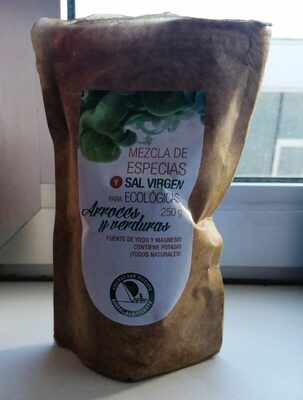 MEZCLA DE
ESPECIAS
Y SAL VIRGEN
PARA ECOLÓGICAS
Arroces 250 g
y verduras
FUENTE DE YODO Y MAGNESIO
CONTIENE POTASIO
¡TODOS NATURALES!